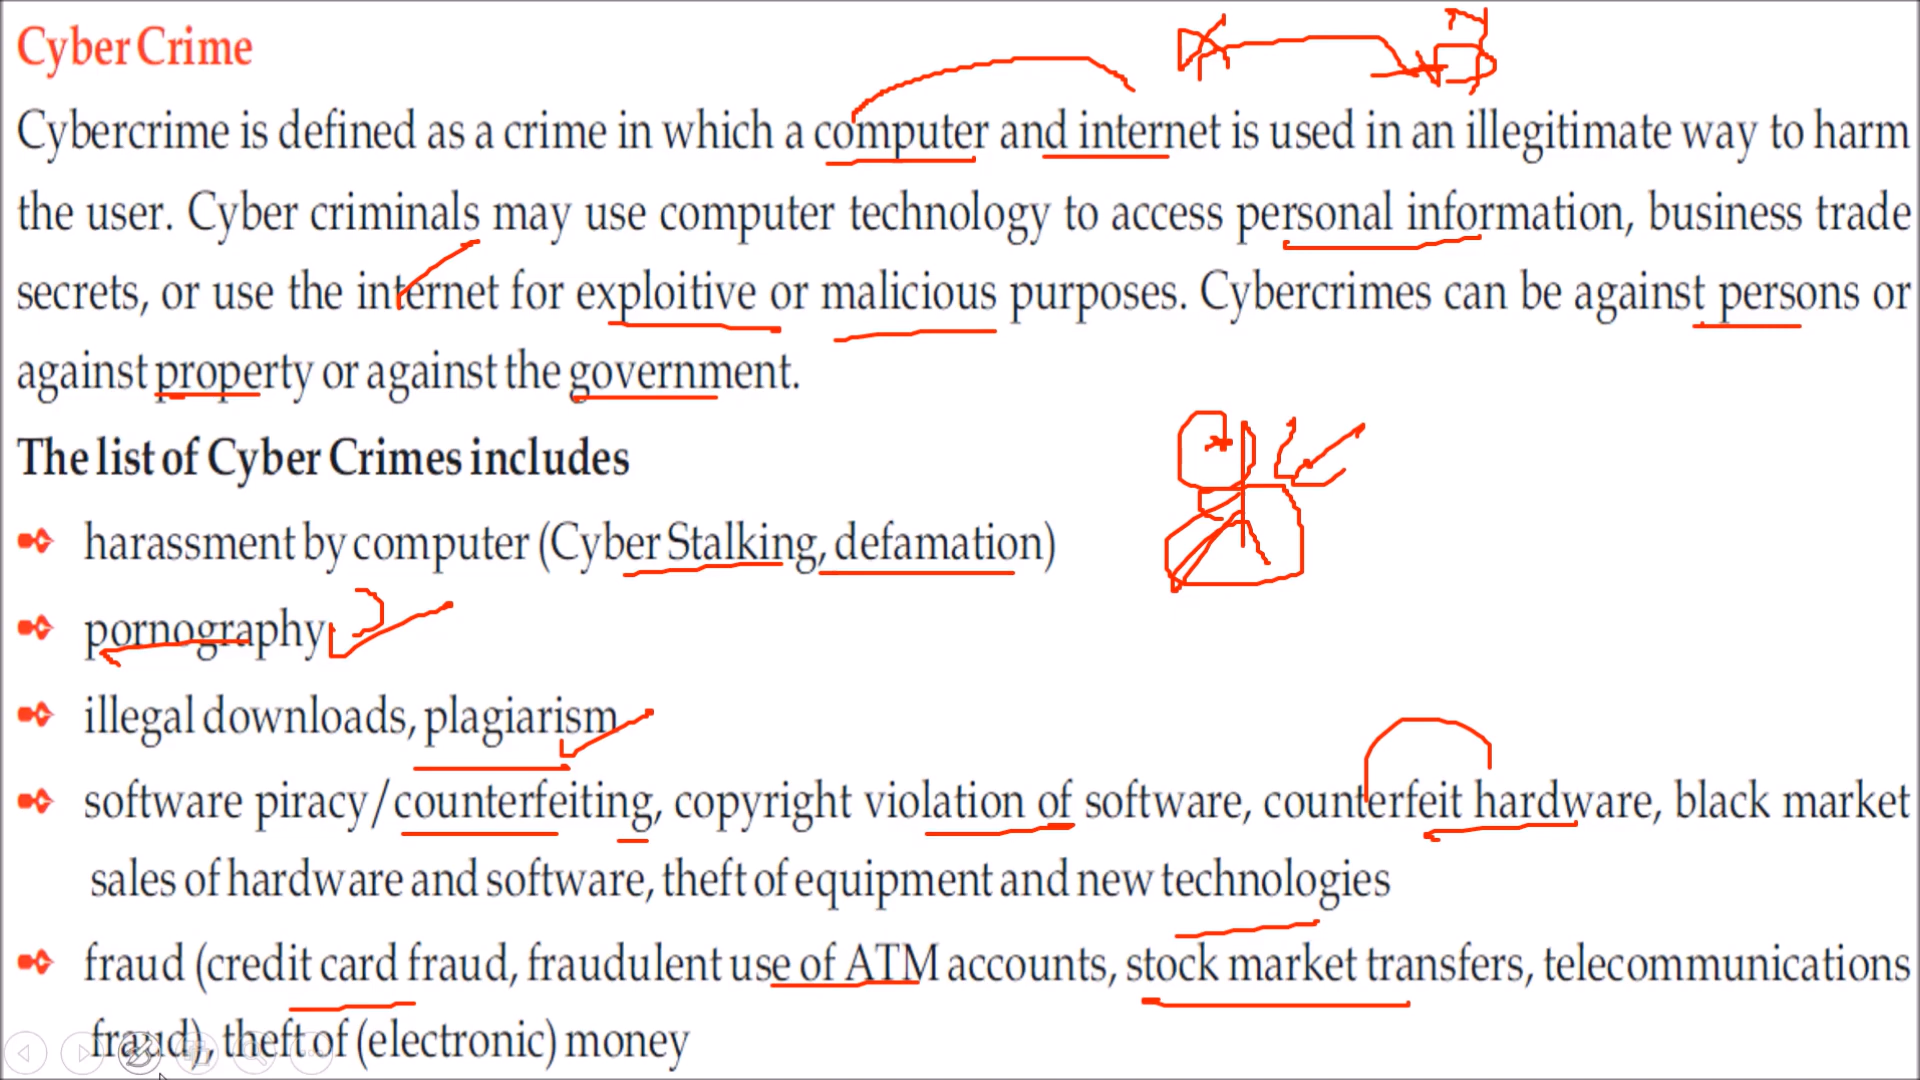 Cyber Crime
Cybercrime is defined as a crime in which a computer and internet is used in an illegitimate way to harm
the user. Cyber criminals may use computer technology to access personal information, business trade
secrets, or use the internet for exploitive or malicious purposes. Cybercrimes can be against persons or
against property or against the government.
The list of Cyber Crimes includes
harassment by computer (Cyber Stalking, defamation)
pornography
illegal downloads, plagiarism
software piracy/counterfeiting, copyright violation of software, counterfeit hardware, black market
sales of hardware and software, theft of equipment and new technologies
fraud (credit card fraud, fraudulent use of ATM accounts, stock market transfers, telecommunications
fraud), theft of (electronic) money